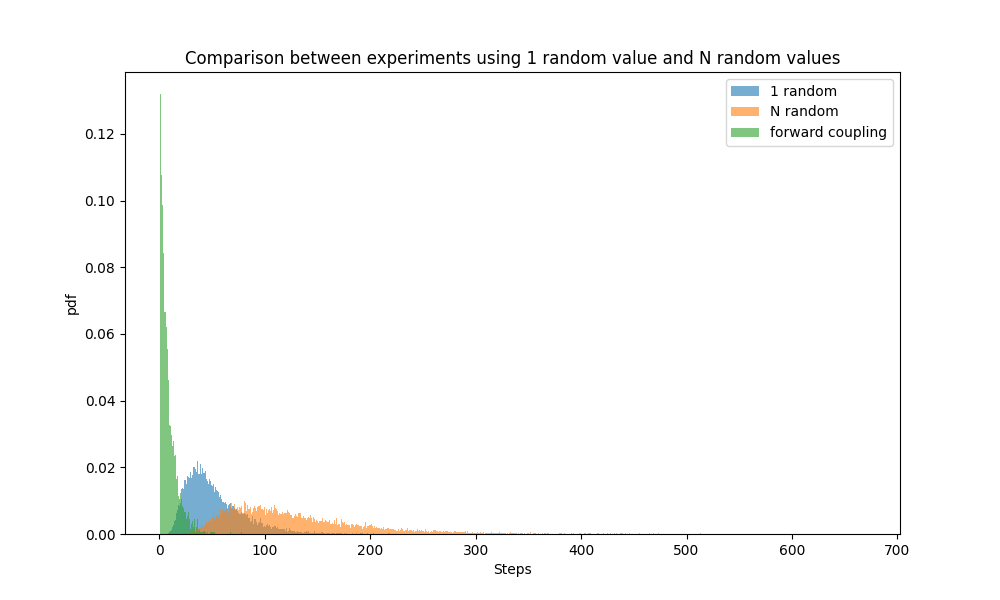 Comparison between experiments using 1 random value and N random values
1 random
N random
forward coupling
pdf
0.12
0.10
0.08
0.06
0.04
0.02
0.00
0 100 200 300 400 500 600 700
Steps